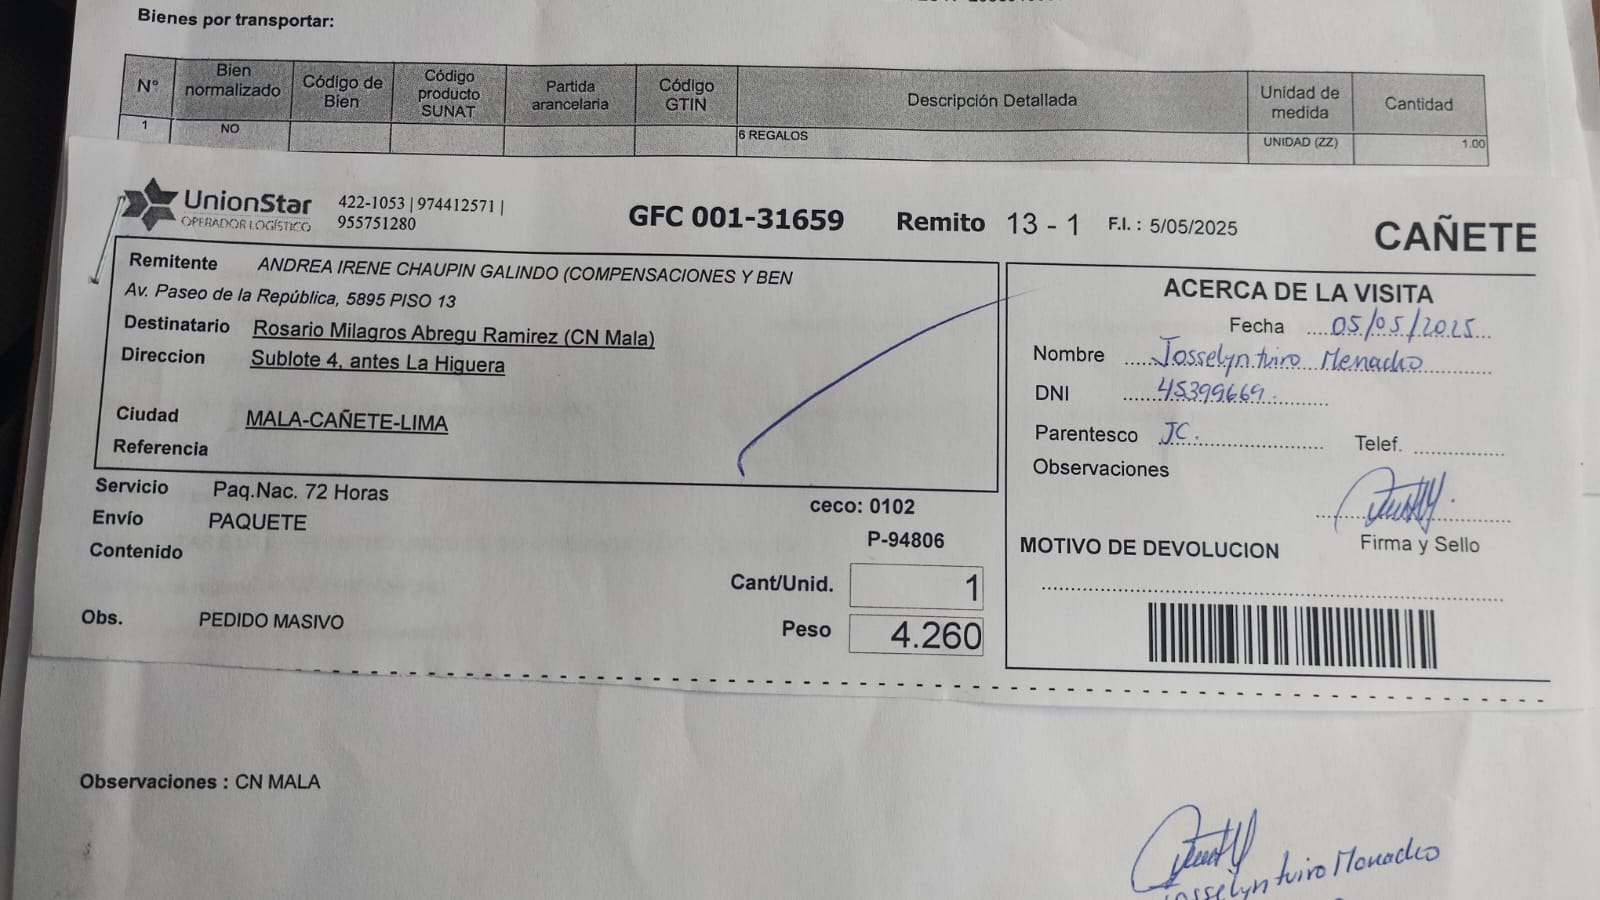 Bienes por transportar:
N° Bien normalizado Código de Bien Código producto SUNAT Partida arancelaria Código GTIN Descripción Detallada Unidad de medida Cantidad
1 NO 6 REGALOS UNIDAD (ZZ) 1.00
UnionStar
OPERADOR LOGÍSTICO
422-1053 | 974412571 |
955751280
GFC 001-31659 Remito 13 - 1 F.I. : 5/05/2025 CAÑETE
Remitente ANDREA IRENE CHAUPIN GALINDO (COMPENSACIONES Y BEN
Av. Paseo de la República, 5895 PISO 13
Destinatario Rosario Milagros Abregu Ramirez (CN Mala)
Direccion Sublote 4, antes La Higuera
Ciudad MALA-CAÑETE-LIMA
Referencia
Servicio Paq.Nac. 72 Horas
Envío PAQUETE
Contenido
ceco: 0102
P-94806
Cant/Unid. 1
Peso 4.260
Obs. PEDIDO MASIVO
ACERCA DE LA VISITA
Fecha 05/05/2025
Nombre Josselyn tuiro Menacho
DNI 45399669
Parentesco JC. Telef.
Observaciones
Firma y Sello
MOTIVO DE DEVOLUCION
Observaciones : CN MALA
Josselyn tuiro Menacho